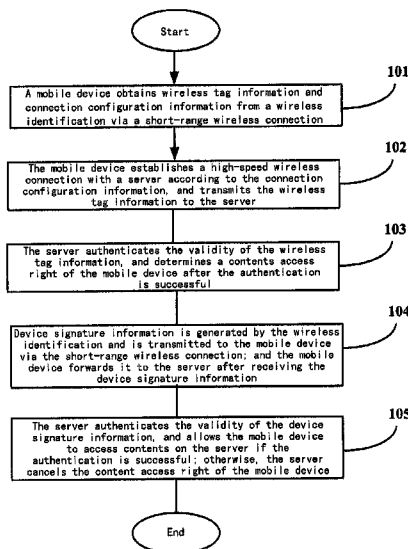 Start
101
A mobile device obtains wireless tag information and
connection configuration information from a wireless
identification via a short-range wireless connection
102
The mobile device establishes a high-speed wireless
connection with a server according to the connection
configuration information, and transmits the wireless
tag information to the server
103
The server authenticates the validity of the wireless
tag information, and determines a contents access
right of the mobile device after the authentication
is successful
104
Device signature information is generated by the wireless
identification and is transmitted to the mobile device
via the short-range wireless connection; and the mobile
device forwards it to the server after receiving the
device signature information
105
The server authenticates the validity of the device
signature information, and allows the mobile device
to access contents on the server if the
authentication is successful; otherwise, the server
cancels the content access right of the mobile device
End